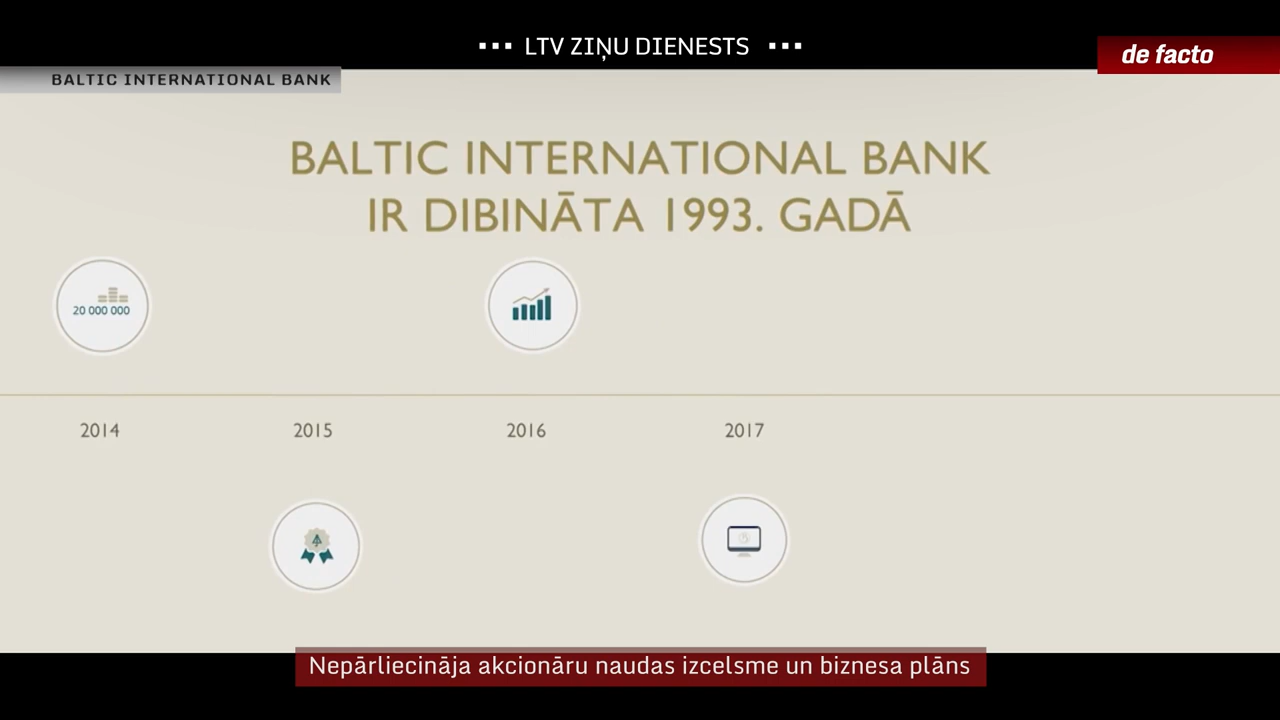 LTV ZIŅU DIENESTS
de facto
BALTIC INTERNATIONAL BANK
BALTIC INTERNATIONAL BANK
IR DIBINĀTA 1993. GADĀ
20 000 000
2014 2015 2016 2017
Nepārliecināja akcionāru naudas izcelsme un biznesa plāns